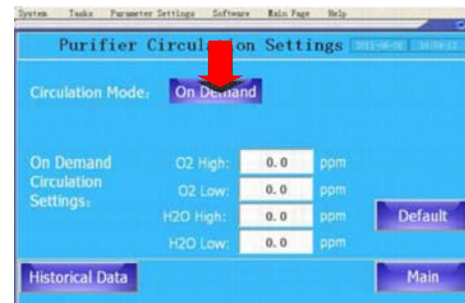 System Tasks Parameter Settings Software Main Page Help
Purifier Circulation Settings
Circulation Mode: On Demand
On Demand Circulation Settings:
O2 High: 0.0 ppm
O2 Low: 0.0 ppm
H2O High: 0.0 ppm
H2O Low: 0.0 ppm
Default
Historical Data Main